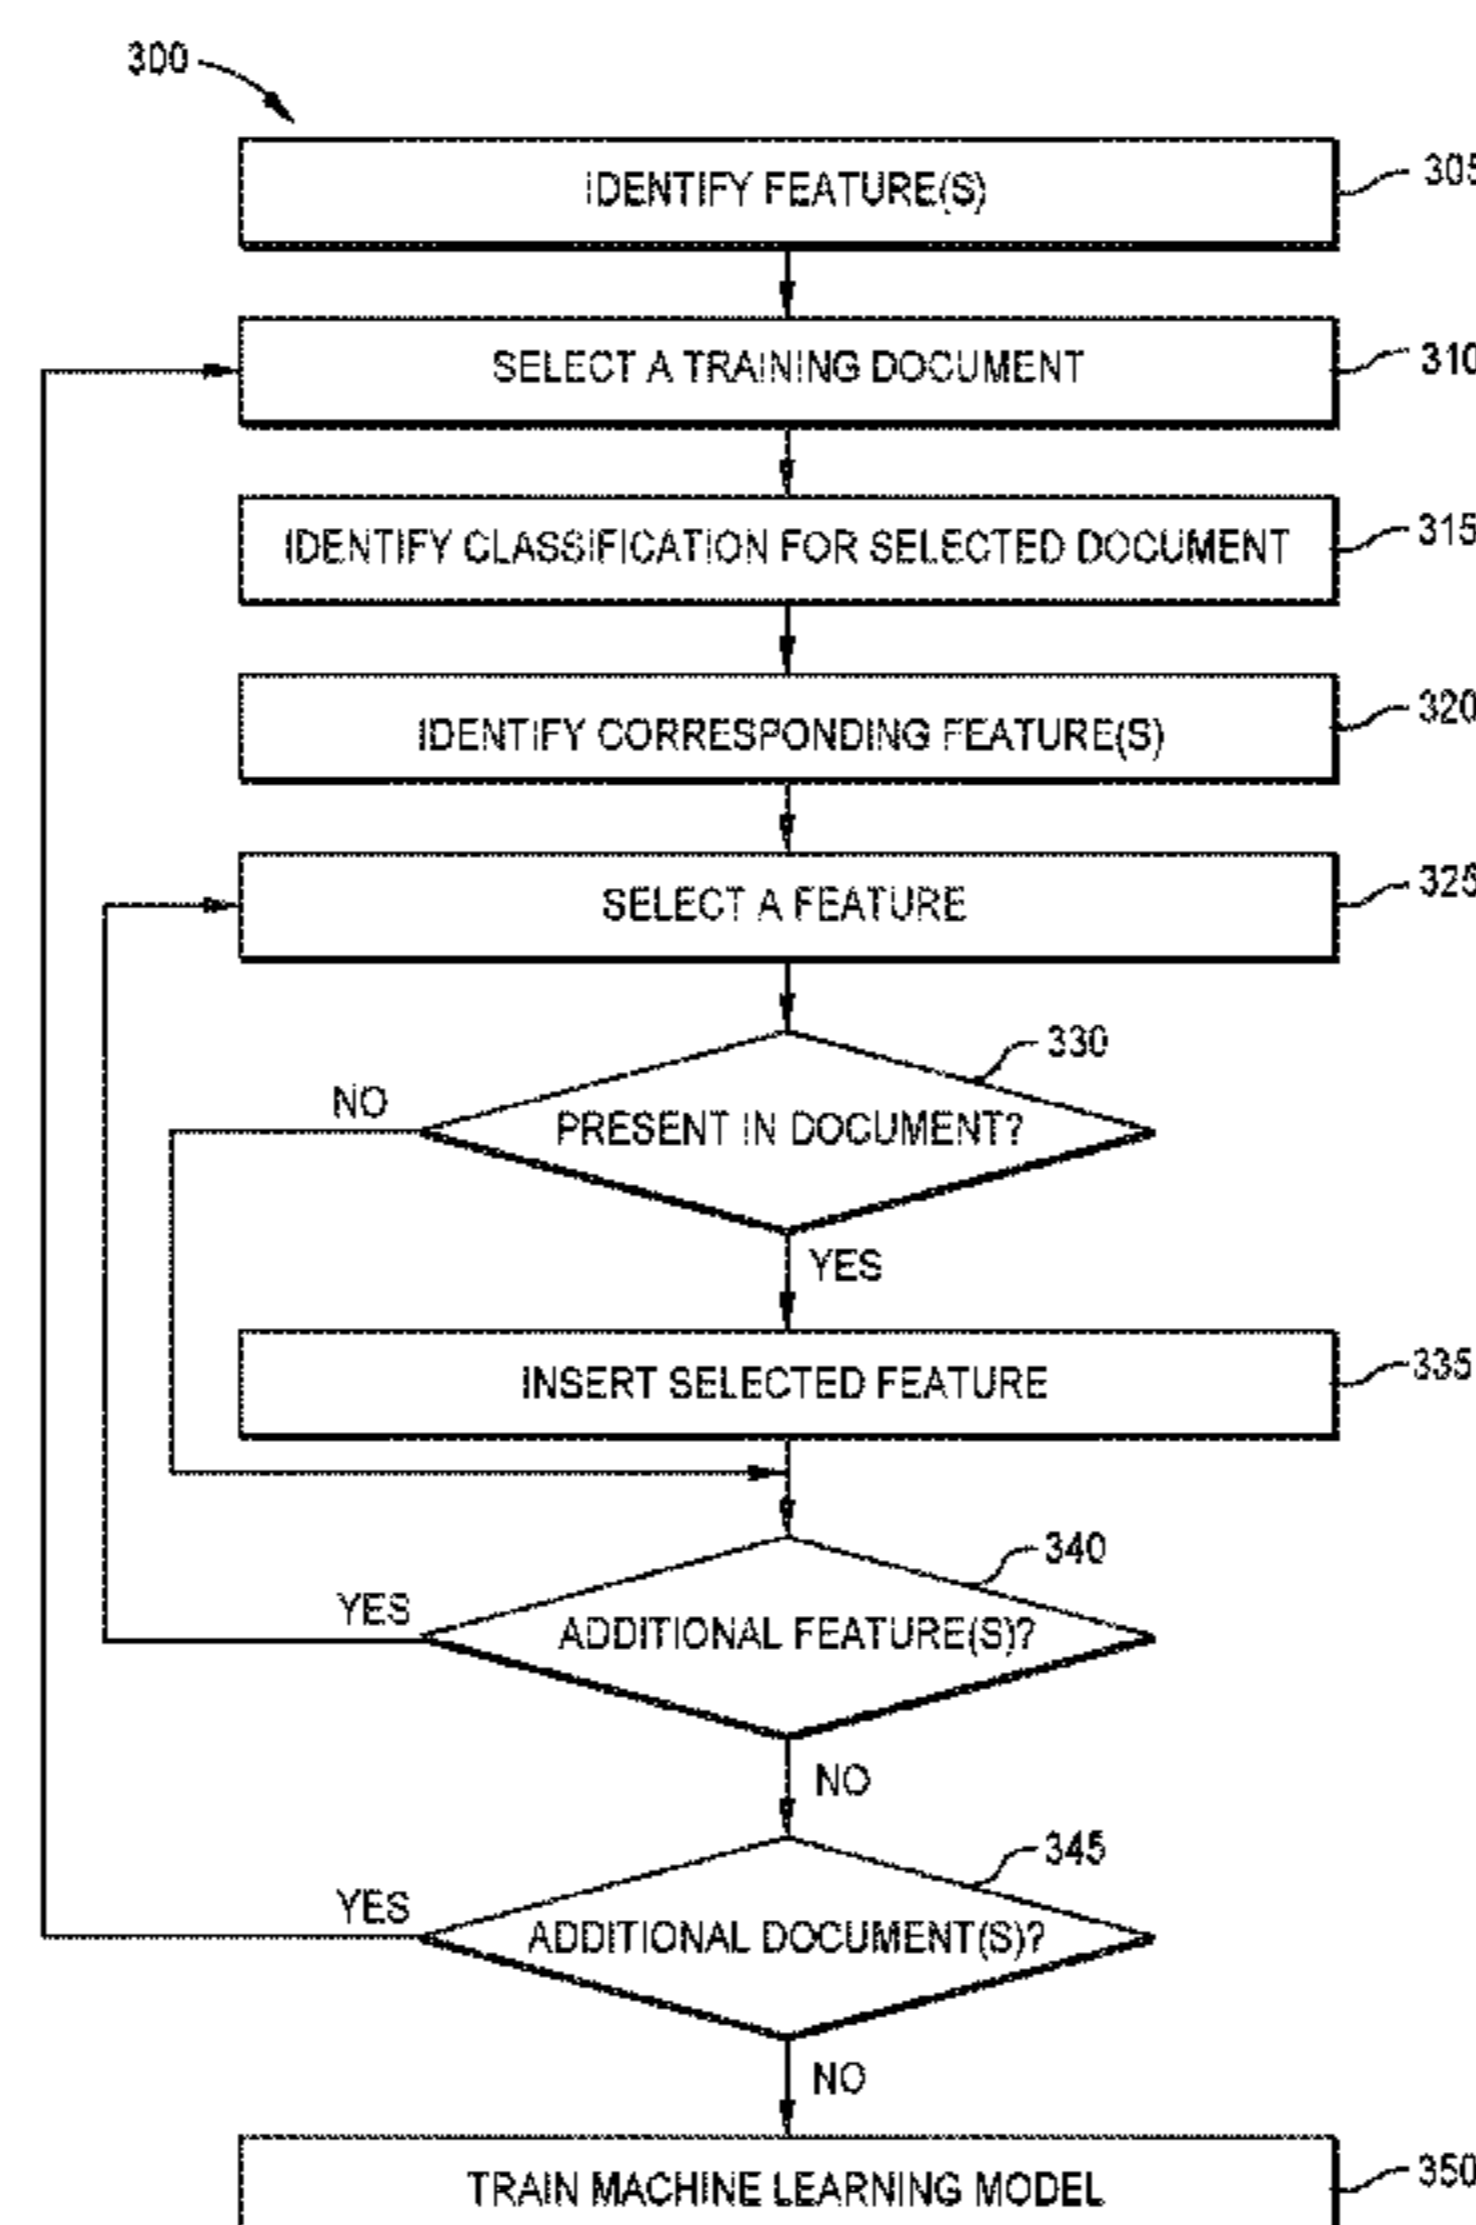 300
IDENTIFY FEATURE(S)
305
SELECT A TRAINING DOCUMENT
310
IDENTIFY CLASSIFICATION FOR SELECTED DOCUMENT
315
IDENTIFY CORRESPONDING FEATURE(S)
320
SELECT A FEATURE
325
330
NO
PRESENT IN DOCUMENT?
YES
INSERT SELECTED FEATURE
335
340
YES
ADDITIONAL FEATURE(S)?
NO
345
YES
ADDITIONAL DOCUMENT(S)?
NO
TRAIN MACHINE LEARNING MODEL
350